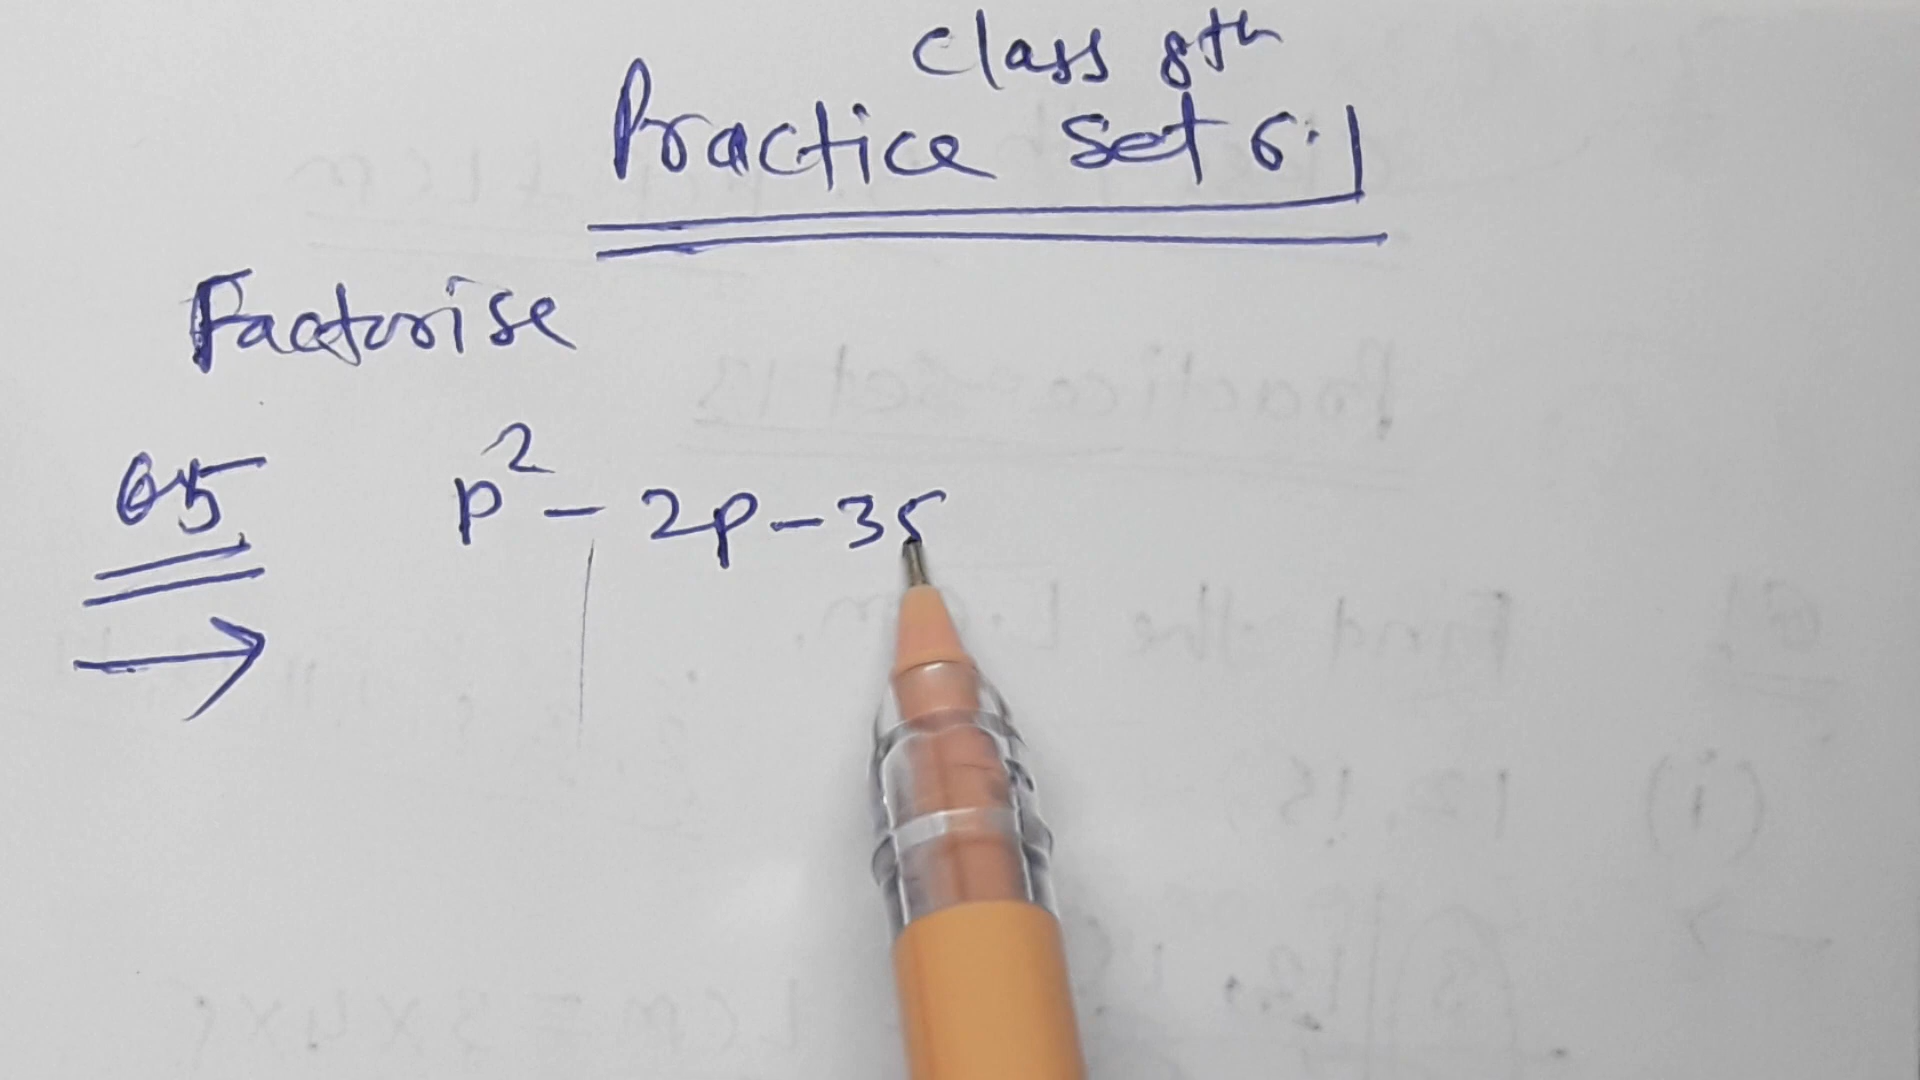 Class 8th
Practice Set 6.1
Factorise
Q5
p² - 2p - 35